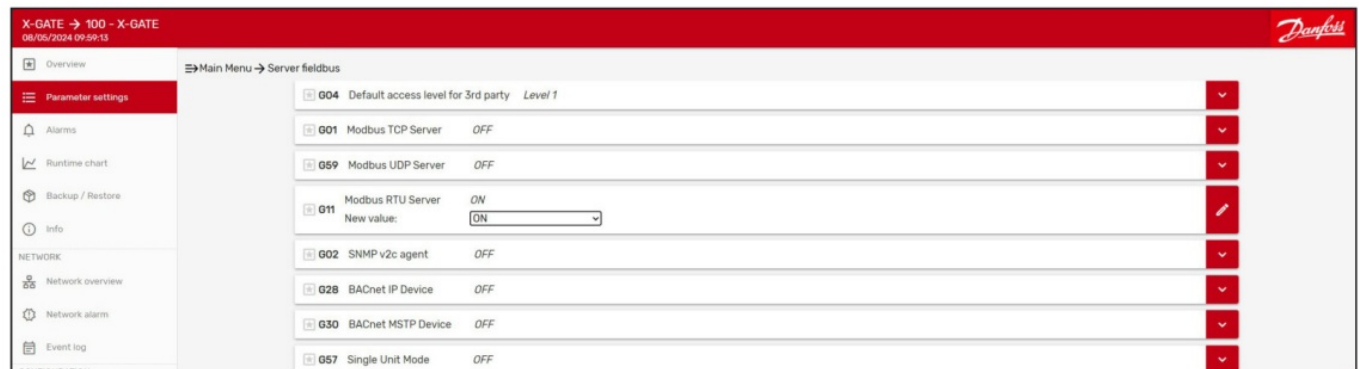 X-GATE → 100 - X-GATE
08/05/2024 09:59:13
Danfoss
Overview
Parameter settings
Alarms
Runtime chart
Backup / Restore
Info
NETWORK
Network overview
Network alarm
Event log
Main Menu → Server fieldbus
G04 Default access level for 3rd party Level 1
G01 Modbus TCP Server OFF
G59 Modbus UDP Server OFF
G11 Modbus RTU Server ON
New value: ON
G02 SNMP v2c agent OFF
G28 BACnet IP Device OFF
G30 BACnet MSTP Device OFF
G57 Single Unit Mode OFF